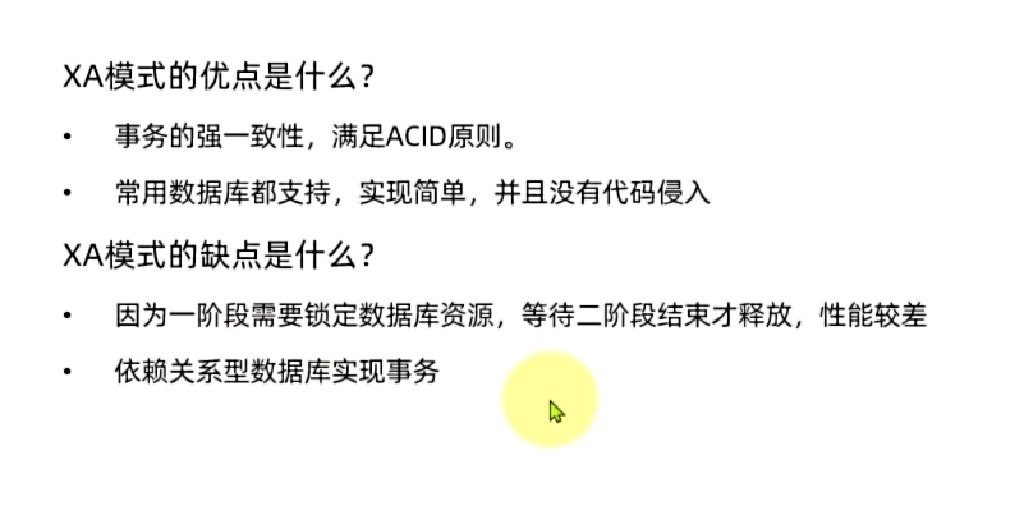 XA模式的优点是什么？
• 事务的强一致性，满足ACID原则。
• 常用数据库都支持，实现简单，并且没有代码侵入
XA模式的缺点是什么？
• 因为一阶段需要锁定数据库资源，等待二阶段结束才释放，性能较差
• 依赖关系型数据库实现事务